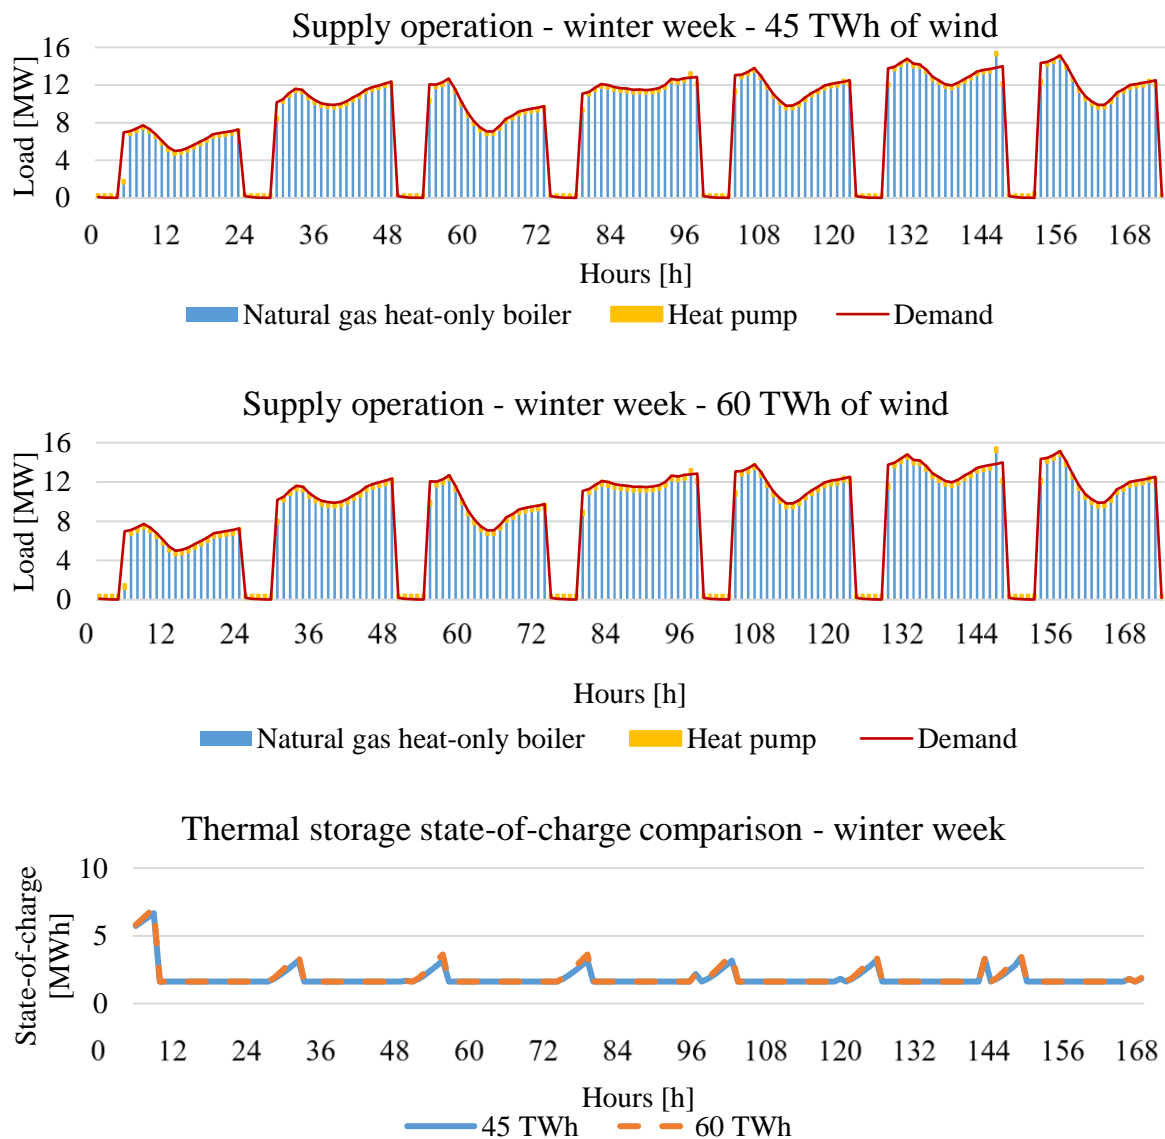 Supply operation - winter week - 45 TWh of wind
Load [MW]
16
12
8
4
0
0 12 24 36 48 60 72 84 96 108 120 132 144 156 168
Hours [h]
Natural gas heat-only boiler Heat pump Demand
Supply operation - winter week - 60 TWh of wind
Load [MW]
16
12
8
4
0
0 12 24 36 48 60 72 84 96 108 120 132 144 156 168
Hours [h]
Natural gas heat-only boiler Heat pump Demand
Thermal storage state-of-charge comparison - winter week
State-of-charge
[MWh]
10
5
0
0 12 24 36 48 60 72 84 96 108 120 132 144 156 168
Hours [h]
45 TWh 60 TWh